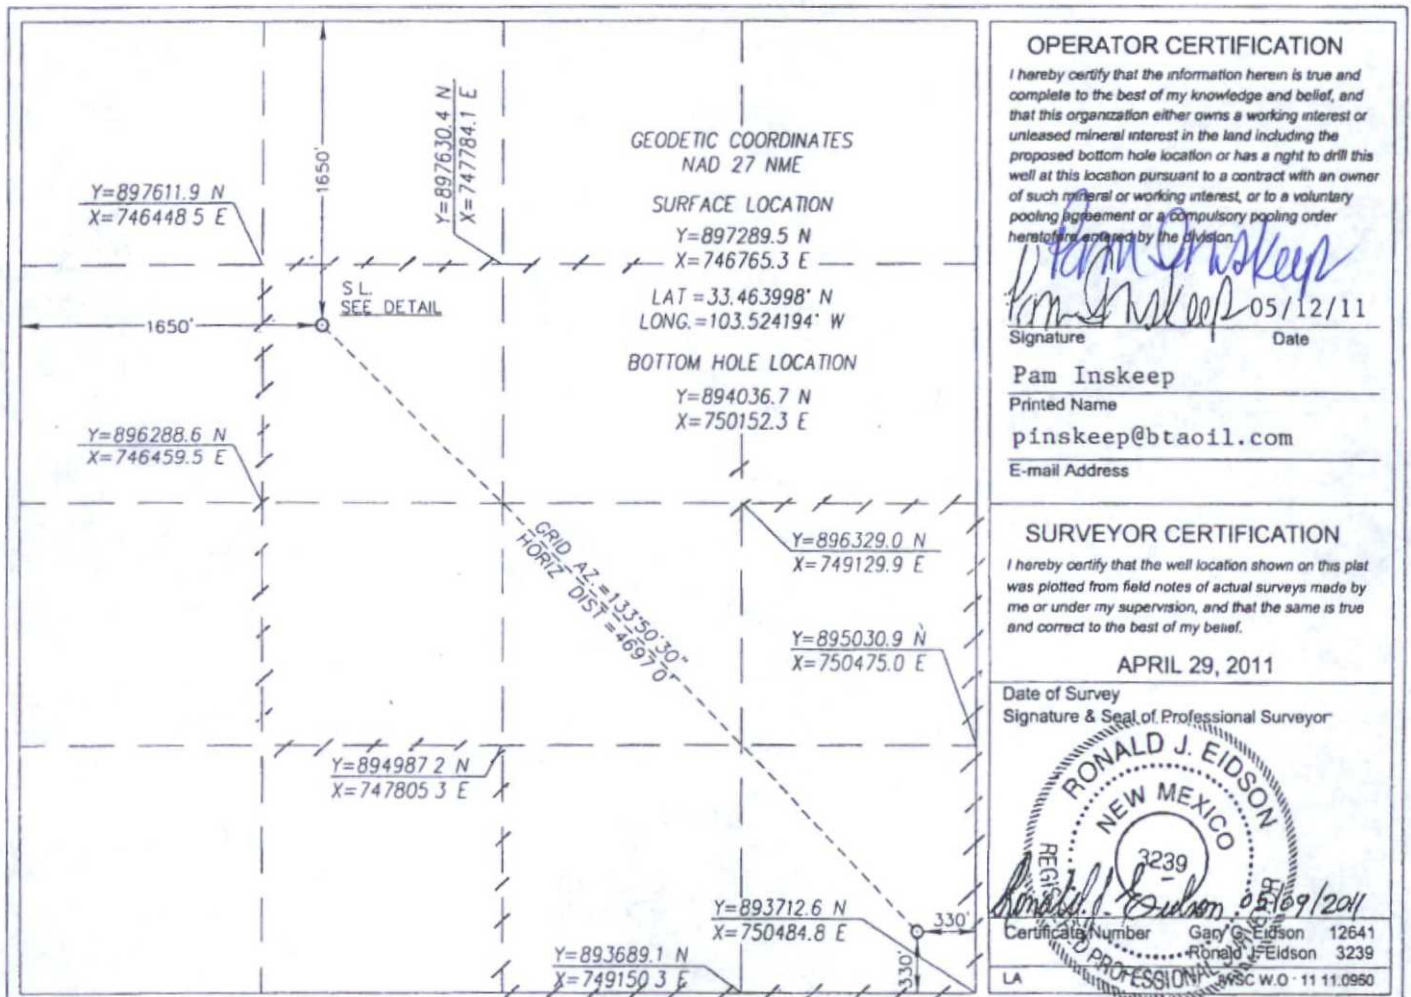 1650'
Y=897611.9 N
X=746448 5 E
Y=897630.4 N
X=747784.1 E
GEODETIC COORDINATES
NAD 27 NME
SURFACE LOCATION
Y=897289.5 N
X=746765.3 E
LAT =33.463998° N
LONG.=103.524194° W
BOTTOM HOLE LOCATION
Y=894036.7 N
X=750152.3 E
S L.
SEE DETAIL
1650'
Y=896288.6 N
X=746459.5 E
GRID AZ.=133°50'30"
HORIZ DIST =4697 0'
Y=896329.0 N
X=749129.9 E
Y=895030.9 N
X=750475.0 E
Y=894987 2 N
X=747805 3 E
Y=893712.6 N
X=750484.8 E
330'
330'
Y=893689.1 N
X=749150 3 E
OPERATOR CERTIFICATION
I hereby certify that the information herein is true and
complete to the best of my knowledge and belief, and
that this organization either owns a working interest or
unleased mineral interest in the land including the
proposed bottom hole location or has a right to drill this
well at this location pursuant to a contract with an owner
of such mineral or working interest, or to a voluntary
pooling agreement or a compulsory pooling order
heretofore entered by the division.
Pam Inskeep
Pam Inskeep 05/12/11
Signature Date
Pam Inskeep
Printed Name
pinskeep@btaoil.com
E-mail Address
SURVEYOR CERTIFICATION
I hereby certify that the well location shown on this plat
was plotted from field notes of actual surveys made by
me or under my supervision, and that the same is true
and correct to the best of my belief.
APRIL 29, 2011
Date of Survey
Signature & Seal of Professional Surveyor
RONALD J. EIDSON
NEW MEXICO
3239
REGISTERED PROFESSIONAL SURVEYOR
Ronald J. Eidson 05/09/2011
Certificate Number Gary G. Eidson 12641
Ronald J. Eidson 3239
LA WSC W.O · 11 11.0950